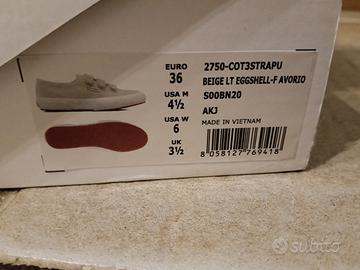 EURO
36
USA M
4½
USA W
6
UK
3½
2750-COT3STRAPU
BEIGE LT EGGSHELL-F AVORIO
S00BN20
AKJ
MADE IN VIETNAM
8 058127 769418
subito